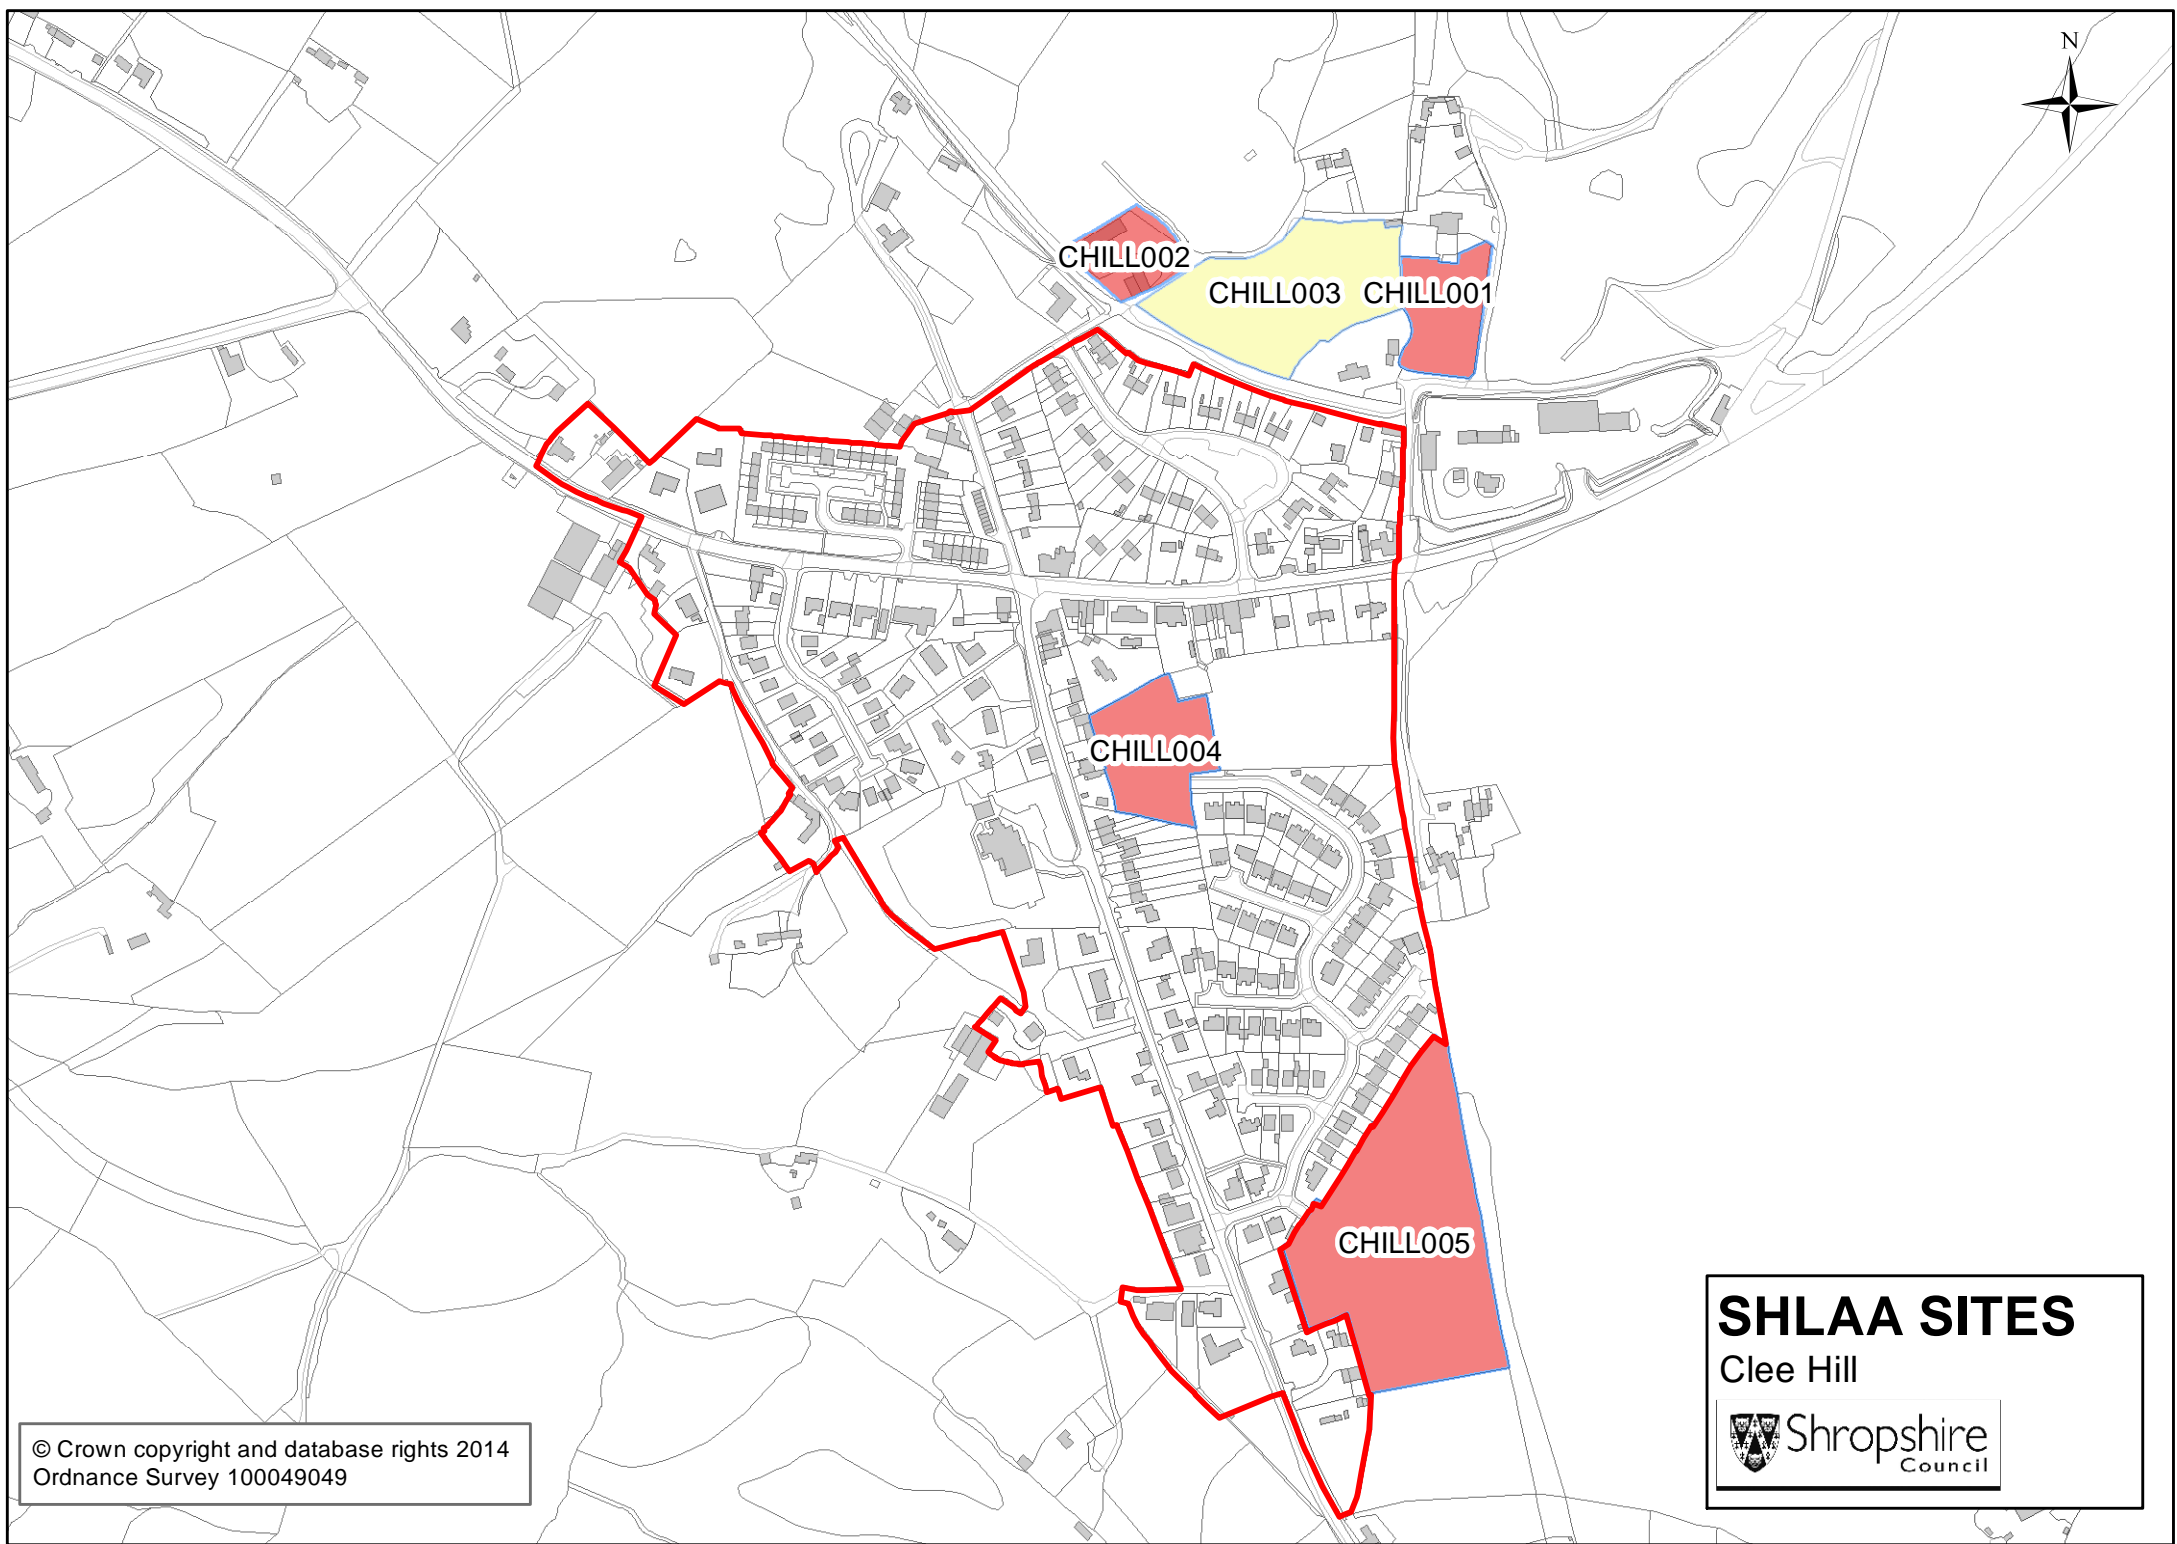 N
CHILL002
CHILL003
CHILL001
CHILL004
CHILL005
SHLAA SITES
Clee Hill
Shropshire
Council
© Crown copyright and database rights 2014
Ordnance Survey 100049049